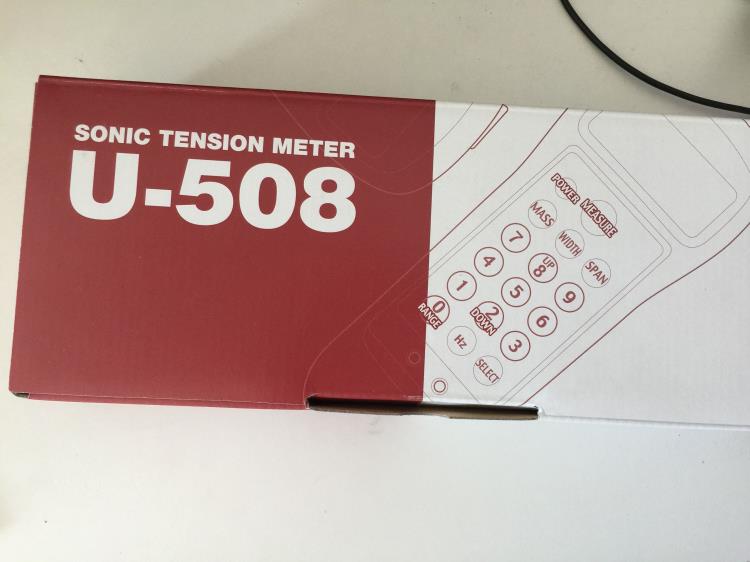 SONIC TENSION METER
U-508
POWER MEASURE
MASS WIDTH SPAN
7 8 UP 9
4 5 6
1 2 DOWN 3
0 RANGE Hz SELECT